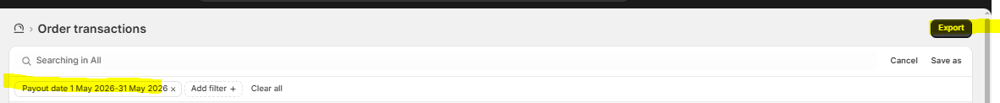 Order transactions
Export
Searching in All
Cancel
Save as
Payout date 1 May 2026-31 May 2026 ×
Add filter +
Clear all